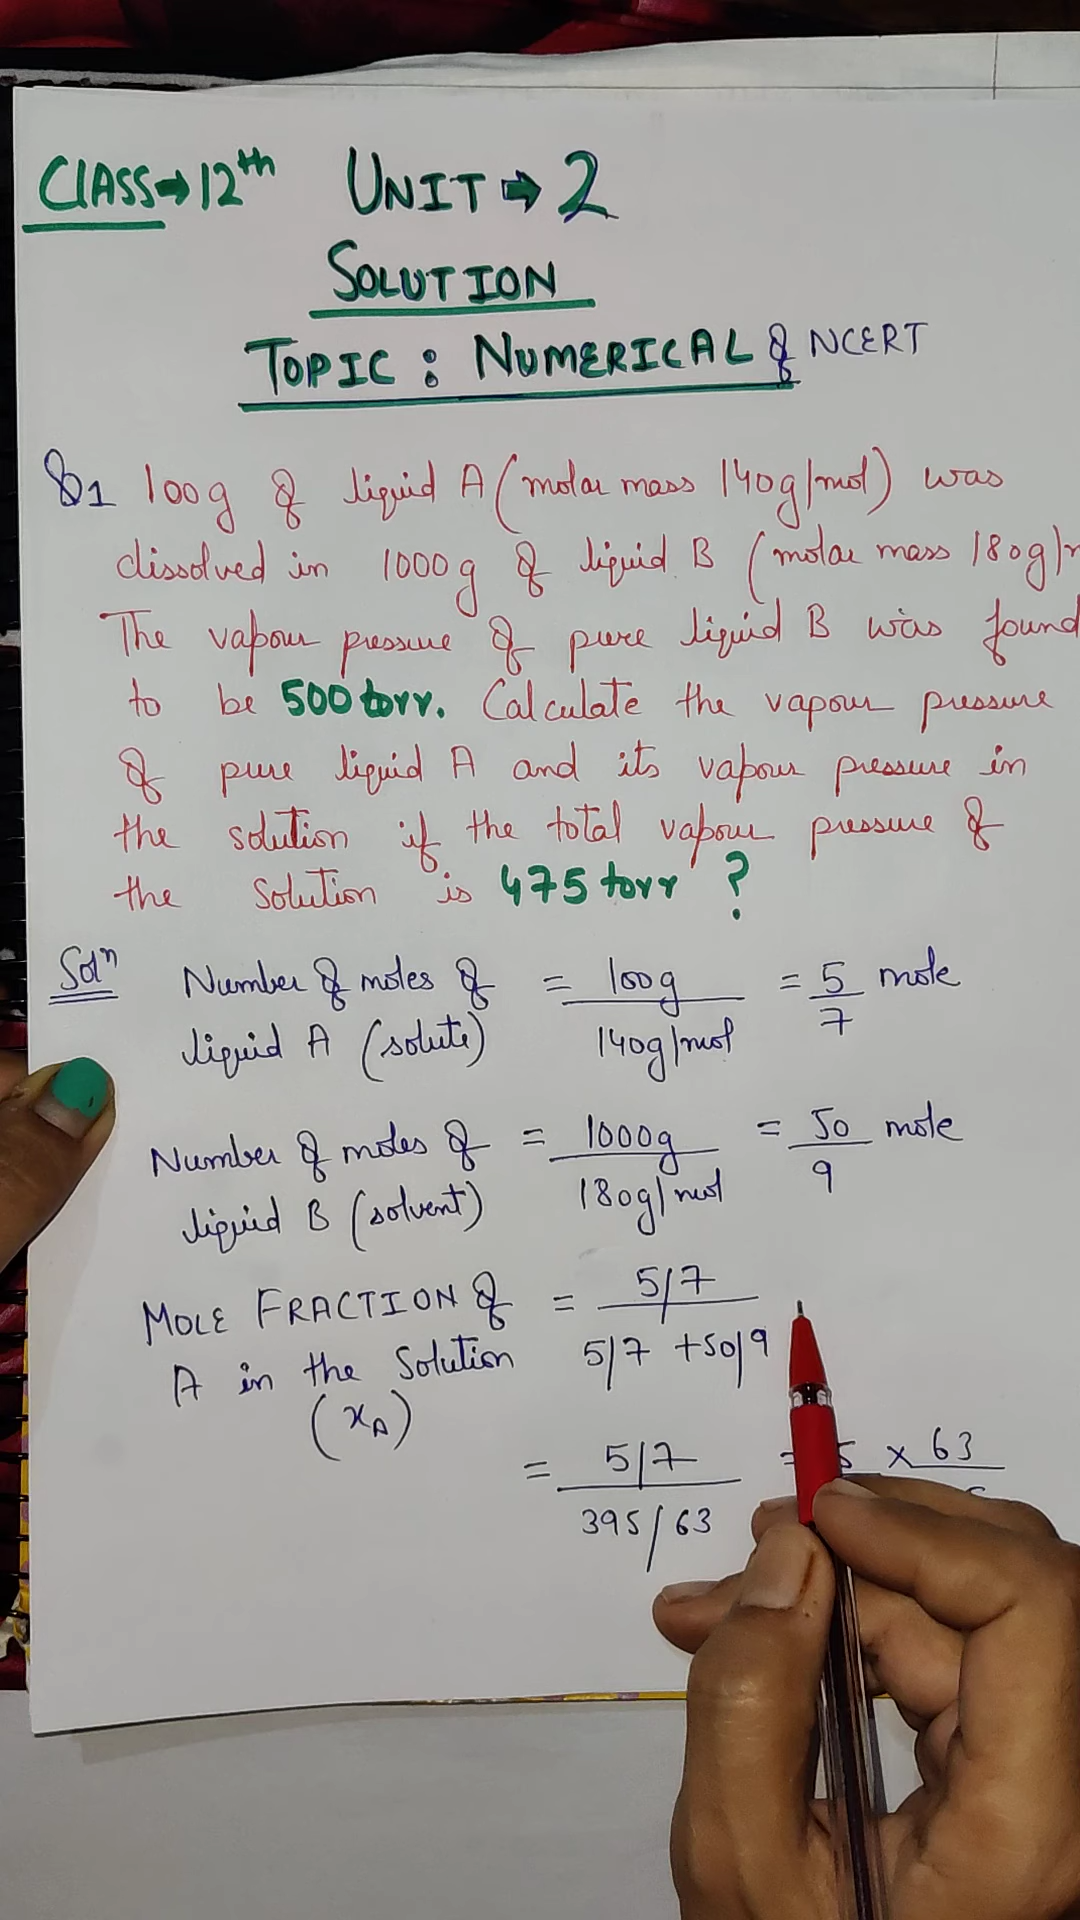 CLASS → 12th UNIT → 2
SOLUTION
TOPIC : NUMERICAL of NCERT
Q1 100g of liquid A (molar mass 140g/mol) was
dissolved in 1000g of liquid B (molar mass 180g/
The vapour pressure of pure liquid B was found
to be 500 torr. Calculate the vapour pressure
of pure liquid A and its vapour pressure in
the solution if the total vapour pressure of
the solution is 475 torr ?
Soln Number of moles of = 100g = 5 mole
liquid A (solute) 140g/mol 7
Number of moles of = 1000g = 50 mole
liquid B (solvent) 180g/mol 9
MOLE FRACTION of = 5/7
A in the Solution 5/7 + 50/9
(xA)
= 5/7 = 5 × 63
395/63